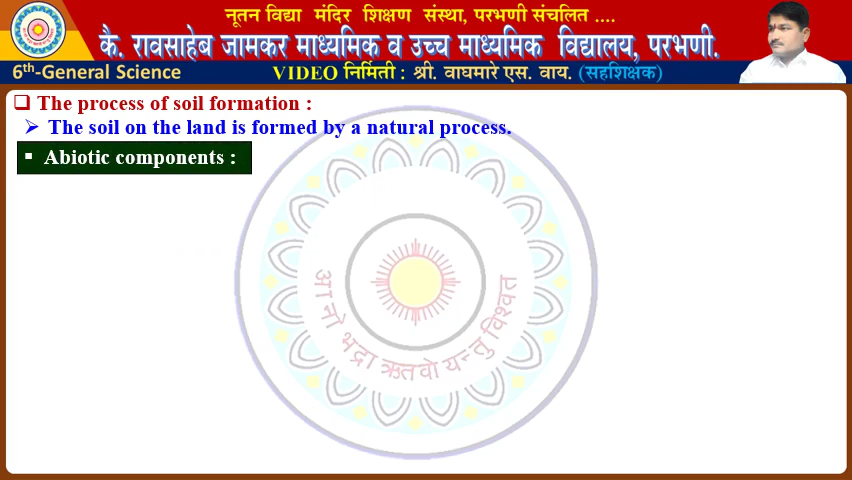 नूतन विद्या मंदिर शिक्षण संस्था, परभणी संचलित ....
कै. रावसाहेब जामकर माध्यमिक व उच्च माध्यमिक विद्यालय, परभणी.
6th-General Science
VIDEO निर्मिती : श्री. वाघमारे एस. वाय. (सहशिक्षक)
❑ The process of soil formation :
➢ The soil on the land is formed by a natural process.
▪ Abiotic components :
आ नो भद्रा ऋतवो यन्तु विश्वत